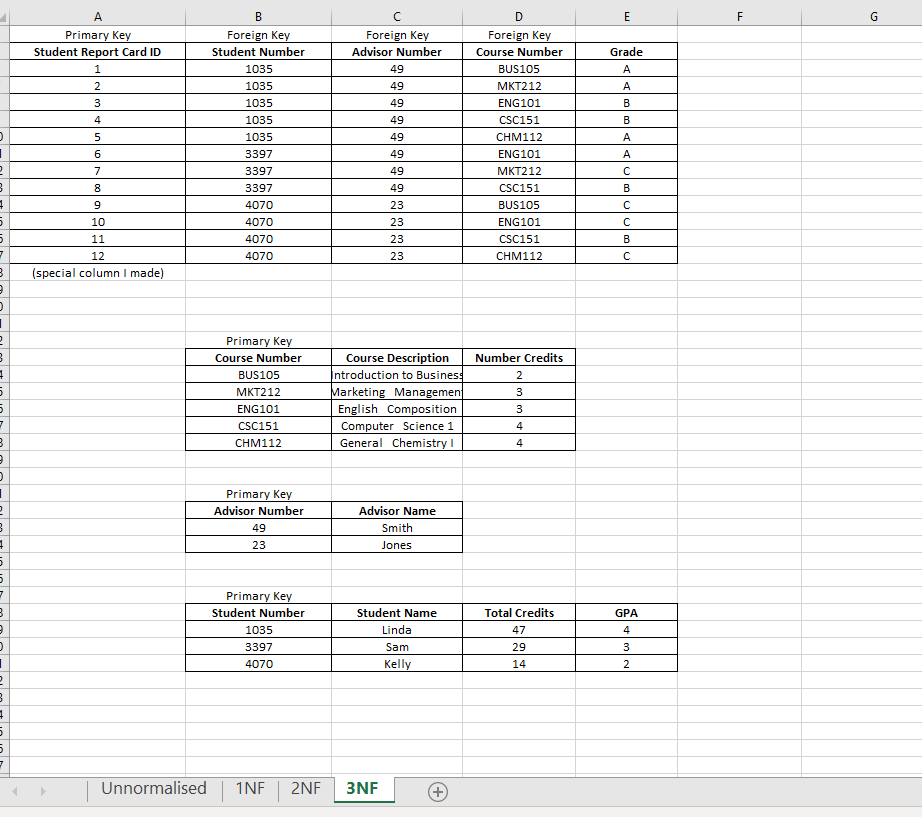 A B C D E F G
Primary Key Foreign Key Foreign Key Foreign Key
Student Report Card ID Student Number Advisor Number Course Number Grade
1 1035 49 BUS105 A
2 1035 49 MKT212 A
3 1035 49 ENG101 B
4 1035 49 CSC151 B
5 1035 49 CHM112 A
6 3397 49 ENG101 A
7 3397 49 MKT212 C
8 3397 49 CSC151 B
9 4070 23 BUS105 C
10 4070 23 ENG101 C
11 4070 23 CSC151 B
12 4070 23 CHM112 C
(special column I made)
Primary Key
Course Number Course Description Number Credits
BUS105 Introduction to Business 2
MKT212 Marketing Managemen 3
ENG101 English Composition 3
CSC151 Computer Science 1 4
CHM112 General Chemistry I 4
Primary Key
Advisor Number Advisor Name
49 Smith
23 Jones
Primary Key
Student Number Student Name Total Credits GPA
1035 Linda 47 4
3397 Sam 29 3
4070 Kelly 14 2
Unnormalised 1NF 2NF 3NF